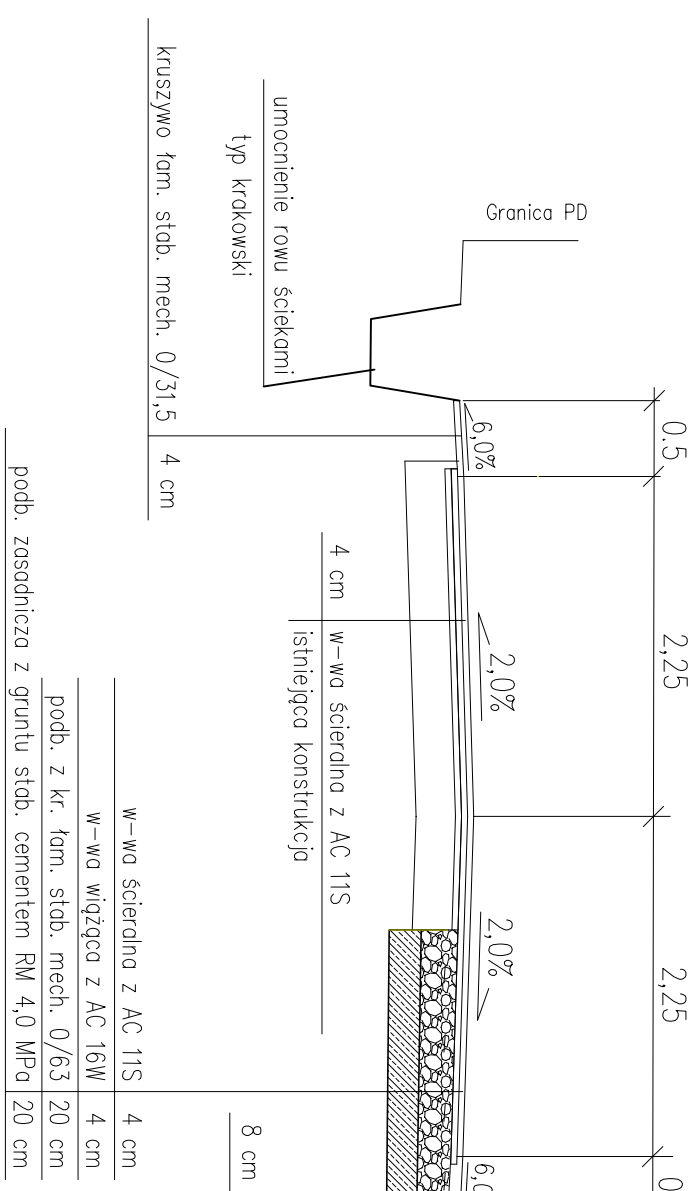 Granica PD
0.5
2,25
2,25
0
6,0%
2,0%
2,0%
6,0
umocnienie rowu ściekami
typ krakowski
kruszywo łam. stab. mech. 0/31,5 4 cm
4 cm w-wa ścieralna z AC 11S
istniejąca konstrukcja
8 cm
w-wa ścieralna z AC 11S 4 cm
w-wa wiążąca z AC 16W 4 cm
podb. z kr. łam. stab. mech. 0/63 20 cm
podb. zasadnicza z gruntu stab. cementem RM 4,0 MPa 20 cm